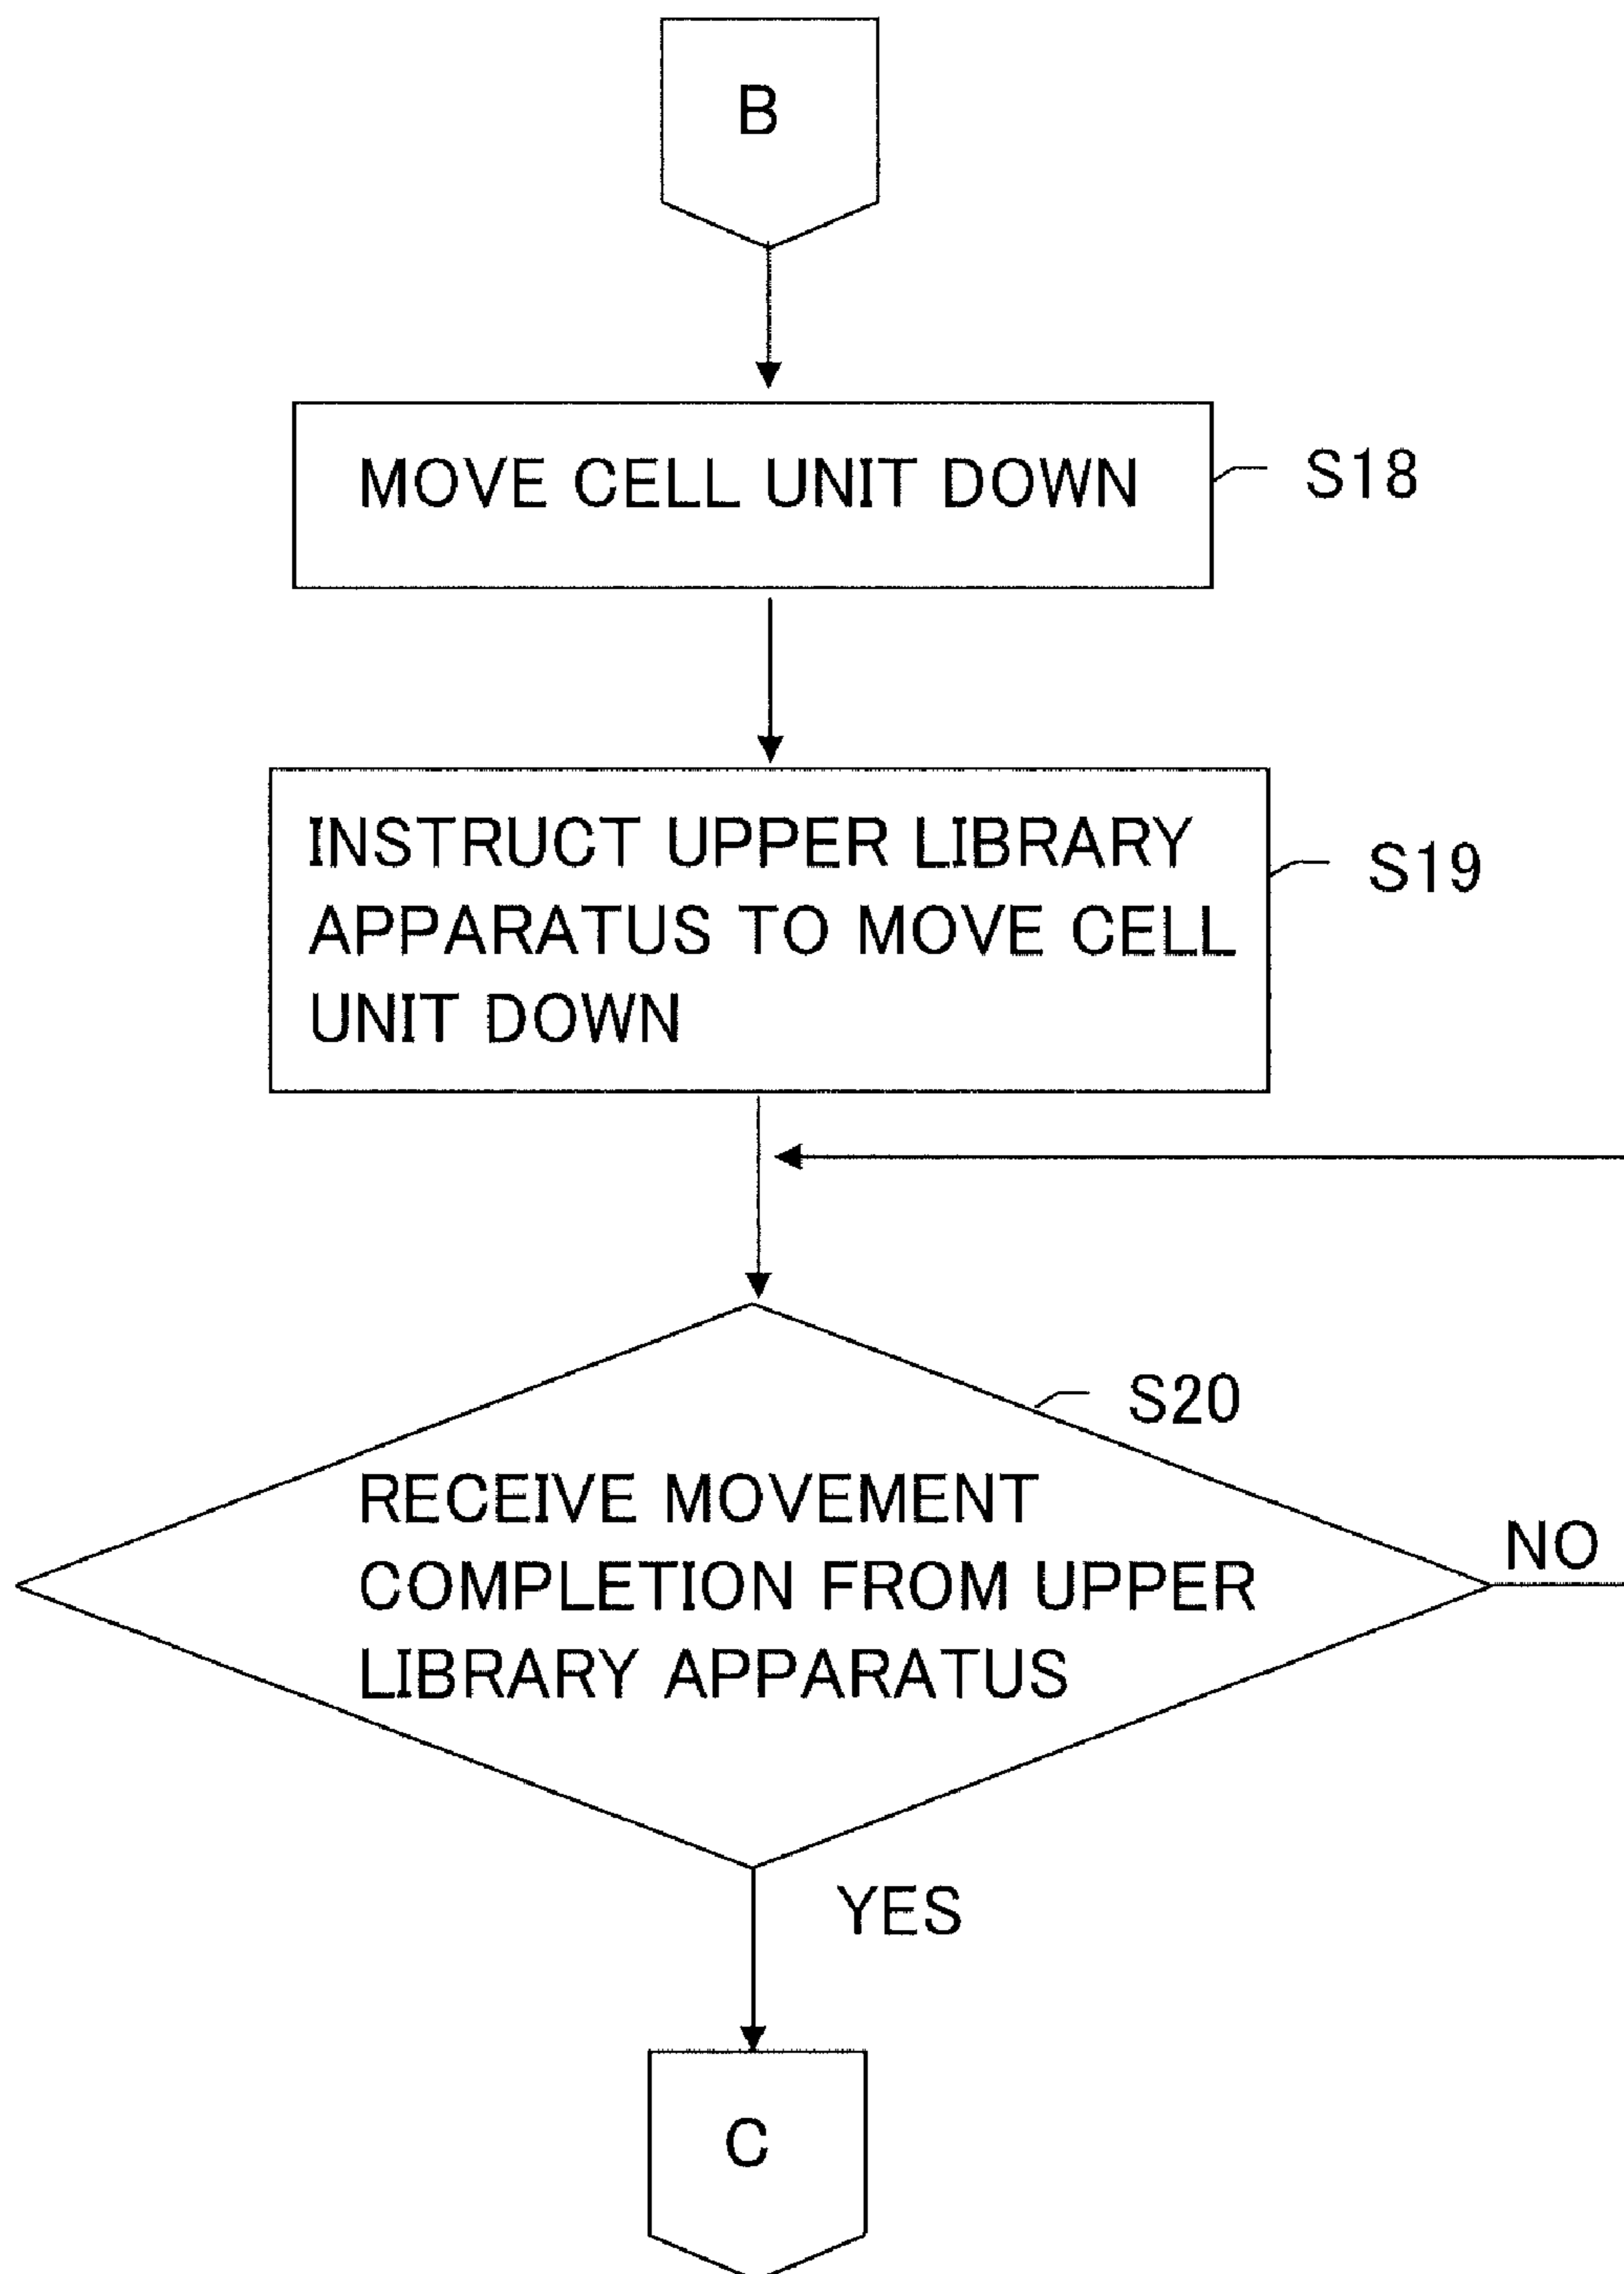 B
MOVE CELL UNIT DOWN
S18
INSTRUCT UPPER LIBRARY
APPARATUS TO MOVE CELL
UNIT DOWN
S19
S20
RECEIVE MOVEMENT
COMPLETION FROM UPPER
LIBRARY APPARATUS
NO
YES
C